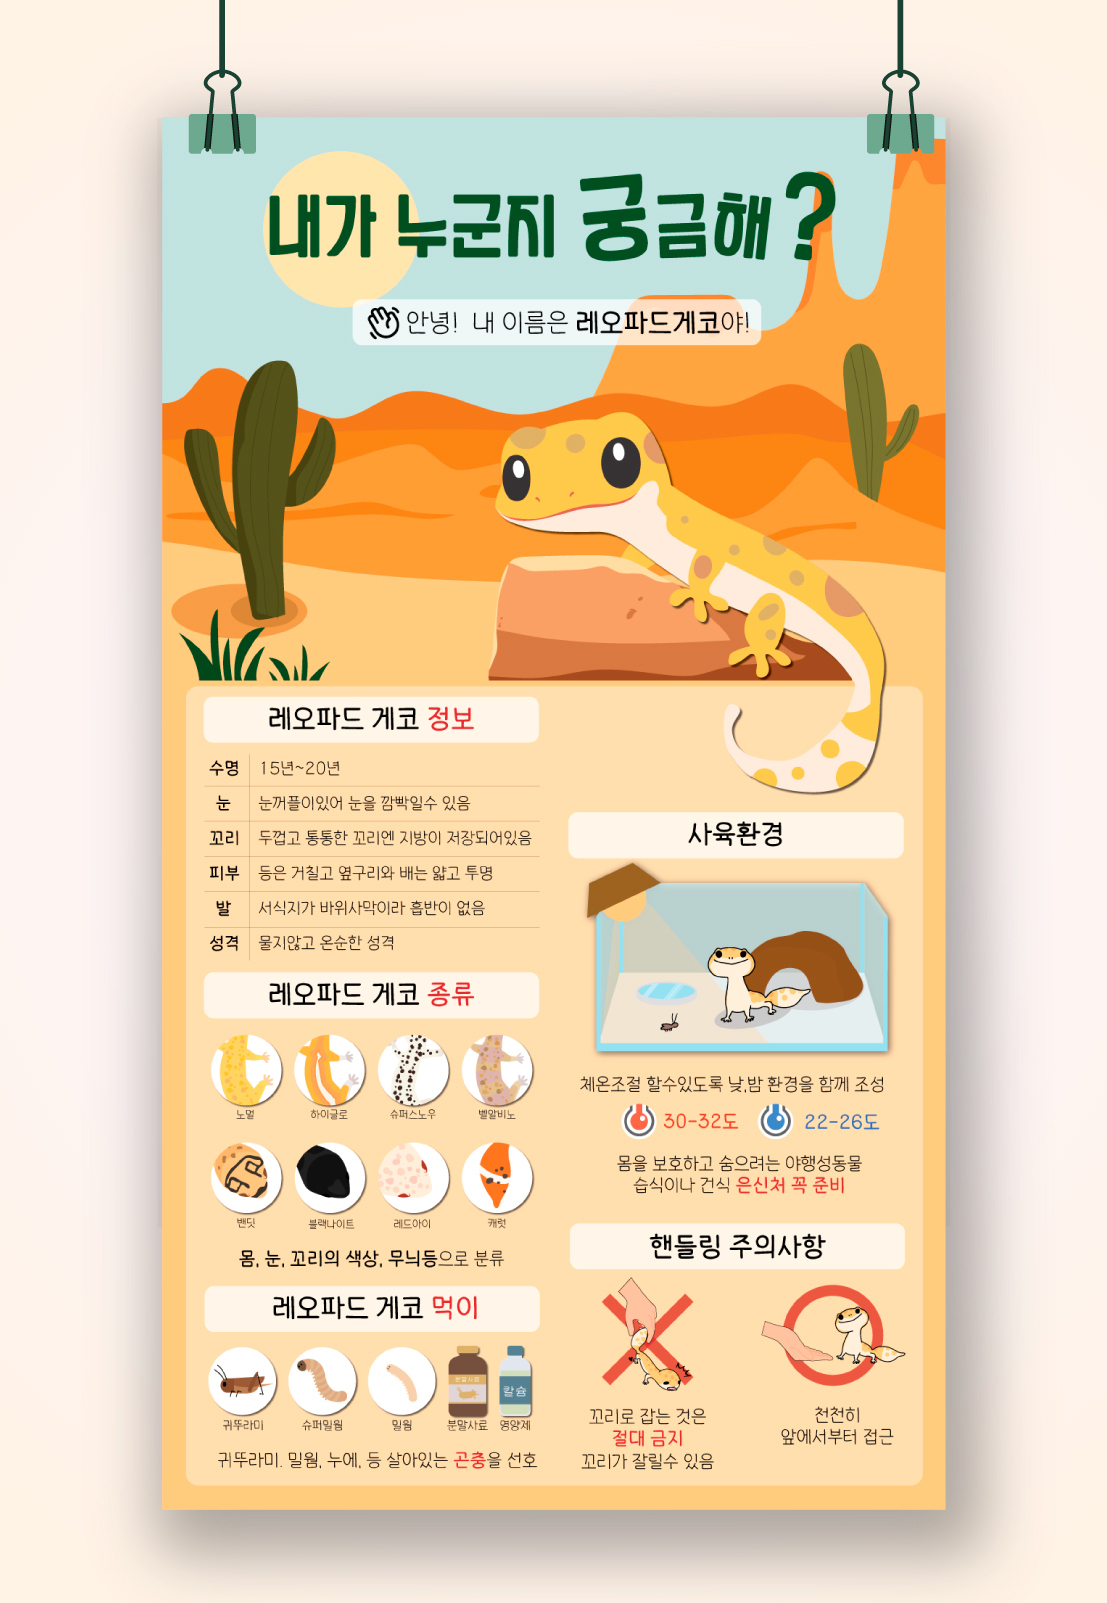 내가 누군지 궁금해?
안녕! 내 이름은 레오파드게코야!
레오파드 게코 정보
수명 15년~20년
눈 눈꺼플이있어 눈을 깜빡일수 있음
꼬리 두껍고 통통한 꼬리엔 지방이 저장되어있음
피부 등은 거칠고 옆구리와 배는 얇고 투명
발 서식지가 바위사막이라 흡반이 없음
성격 물지않고 온순한 성격
레오파드 게코 종류
노멀 하이글로 슈퍼스노우 벨알비노
밴딧 블랙나이트 레드아이 캐럿
몸, 눈, 꼬리의 색상, 무늬등으로 분류
레오파드 게코 먹이
분말사료
칼슘
귀뚜라미 슈퍼밀웜 밀웜 분말사료 영양제
귀뚜라미. 밀웜, 누에, 등 살아있는 곤충을 선호
사육환경
체온조절 할수있도록 낮,밤 환경을 함께 조성
30-32도 22-26도
몸을 보호하고 숨으려는 야행성동물
습식이나 건식 은신처 꼭 준비
핸들링 주의사항
꼬리로 잡는 것은
절대 금지
꼬리가 잘릴수 있음
천천히
앞에서부터 접근